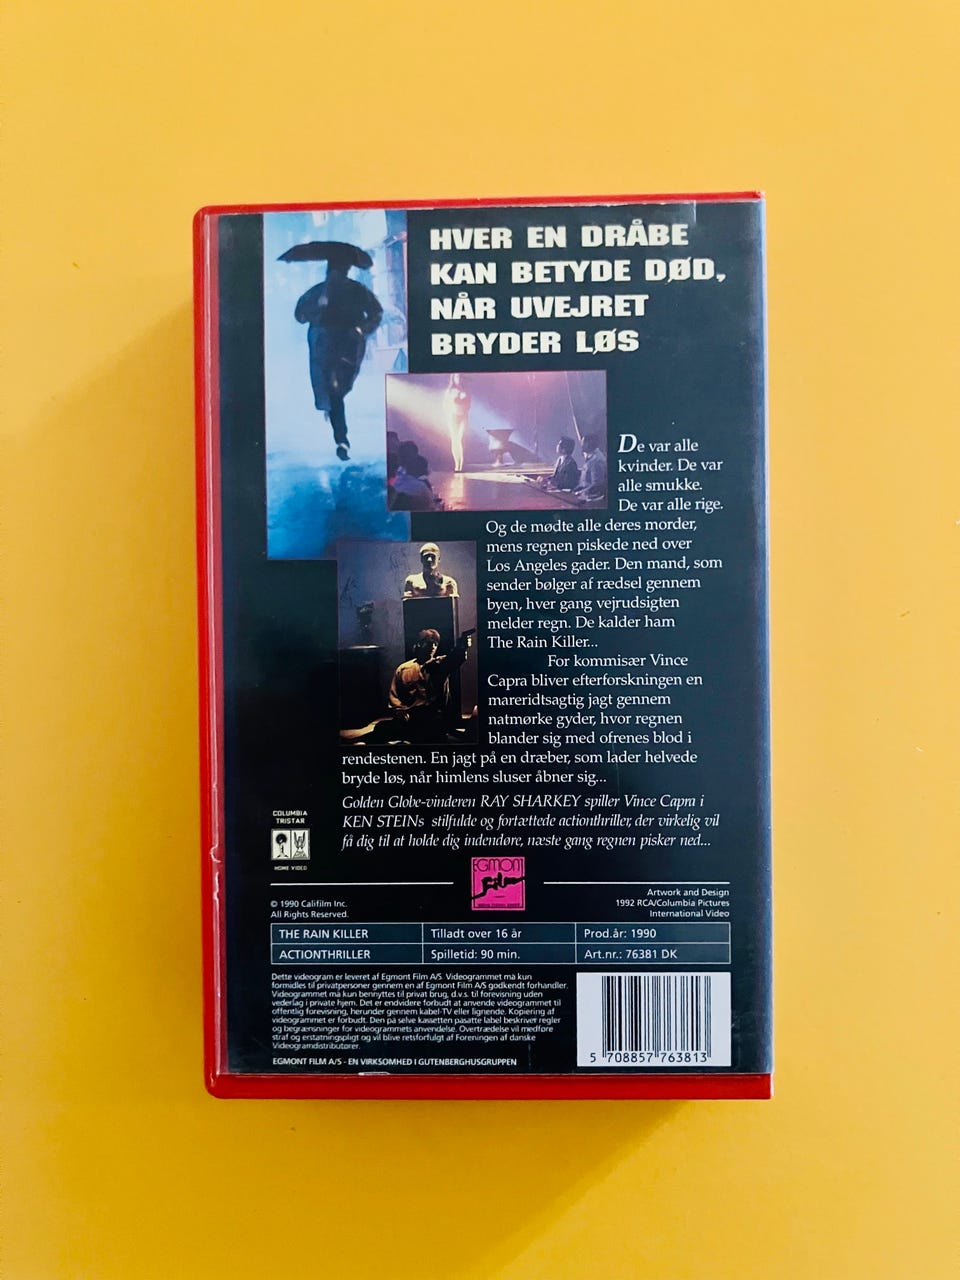 HVER EN DRÅBE
KAN BETYDE DØD,
NÅR UVEJRET
BRYDER LØS
De var alle
kvinder. De var
alle smukke.
De var alle rige.
Og de mødte alle deres morder,
mens regnen piskede ned over
Los Angeles gader. Den mand, som
sender bølger af rædsel gennem
byen, hver gang vejrudsigten
melder regn. De kalder ham
The Rain Killer...
For kommisær Vince
Capra bliver efterforskningen en
mareridtsagtig jagt gennem
natmørke gyder, hvor regnen
blander sig med ofrenes blod i
rendestenen. En jagt på en dræber, som lader helvede
bryde løs, når himlens sluser åbner sig...
Golden Globe-vinderen RAY SHARKEY spiller Vince Capra i
KEN STEINs stilfulde og fortættede actionthriller, der virkelig vil
få dig til at holde dig indendøre, næste gang regnen pisker ned...
COLUMBIA
TRISTAR
HOME VIDEO
EGMONT
Film
© 1990 Califilm Inc.
All Rights Reserved.
Artwork and Design
1992 RCA/Columbia Pictures
International Video
THE RAIN KILLER Tilladt over 16 år Prod.år: 1990
ACTIONTHRILLER Spilletid: 90 min. Art.nr.: 76381 DK
Dette videogram er leveret af Egmont Film A/S. Videogrammet må kun
formidles til privatpersoner gennem en af Egmont Film A/S godkendt forhandler.
Videogrammet må kun bennyttes til privat brug, d.v.s. til forevisning uden
vederlag i private hjem. Det er endvidere forbudt at anvende videogrammet til
offentlig forevisning, herunder gennem kabel-TV eller lignende. Kopiering af
videogrammet er forbudt. Den på selve kassetten påsatte label beskriver regler
og begrænsninger for videogrammets anvendelse. Overtrædelse vil medføre
straf og erstatningspligt og vil blive retsforfulgt af Foreningen af danske
Videogramdistributører.
EGMONT FILM A/S - EN VIRKSOMHED I GUTENBERGHUSGRUPPEN
5 708857 763813